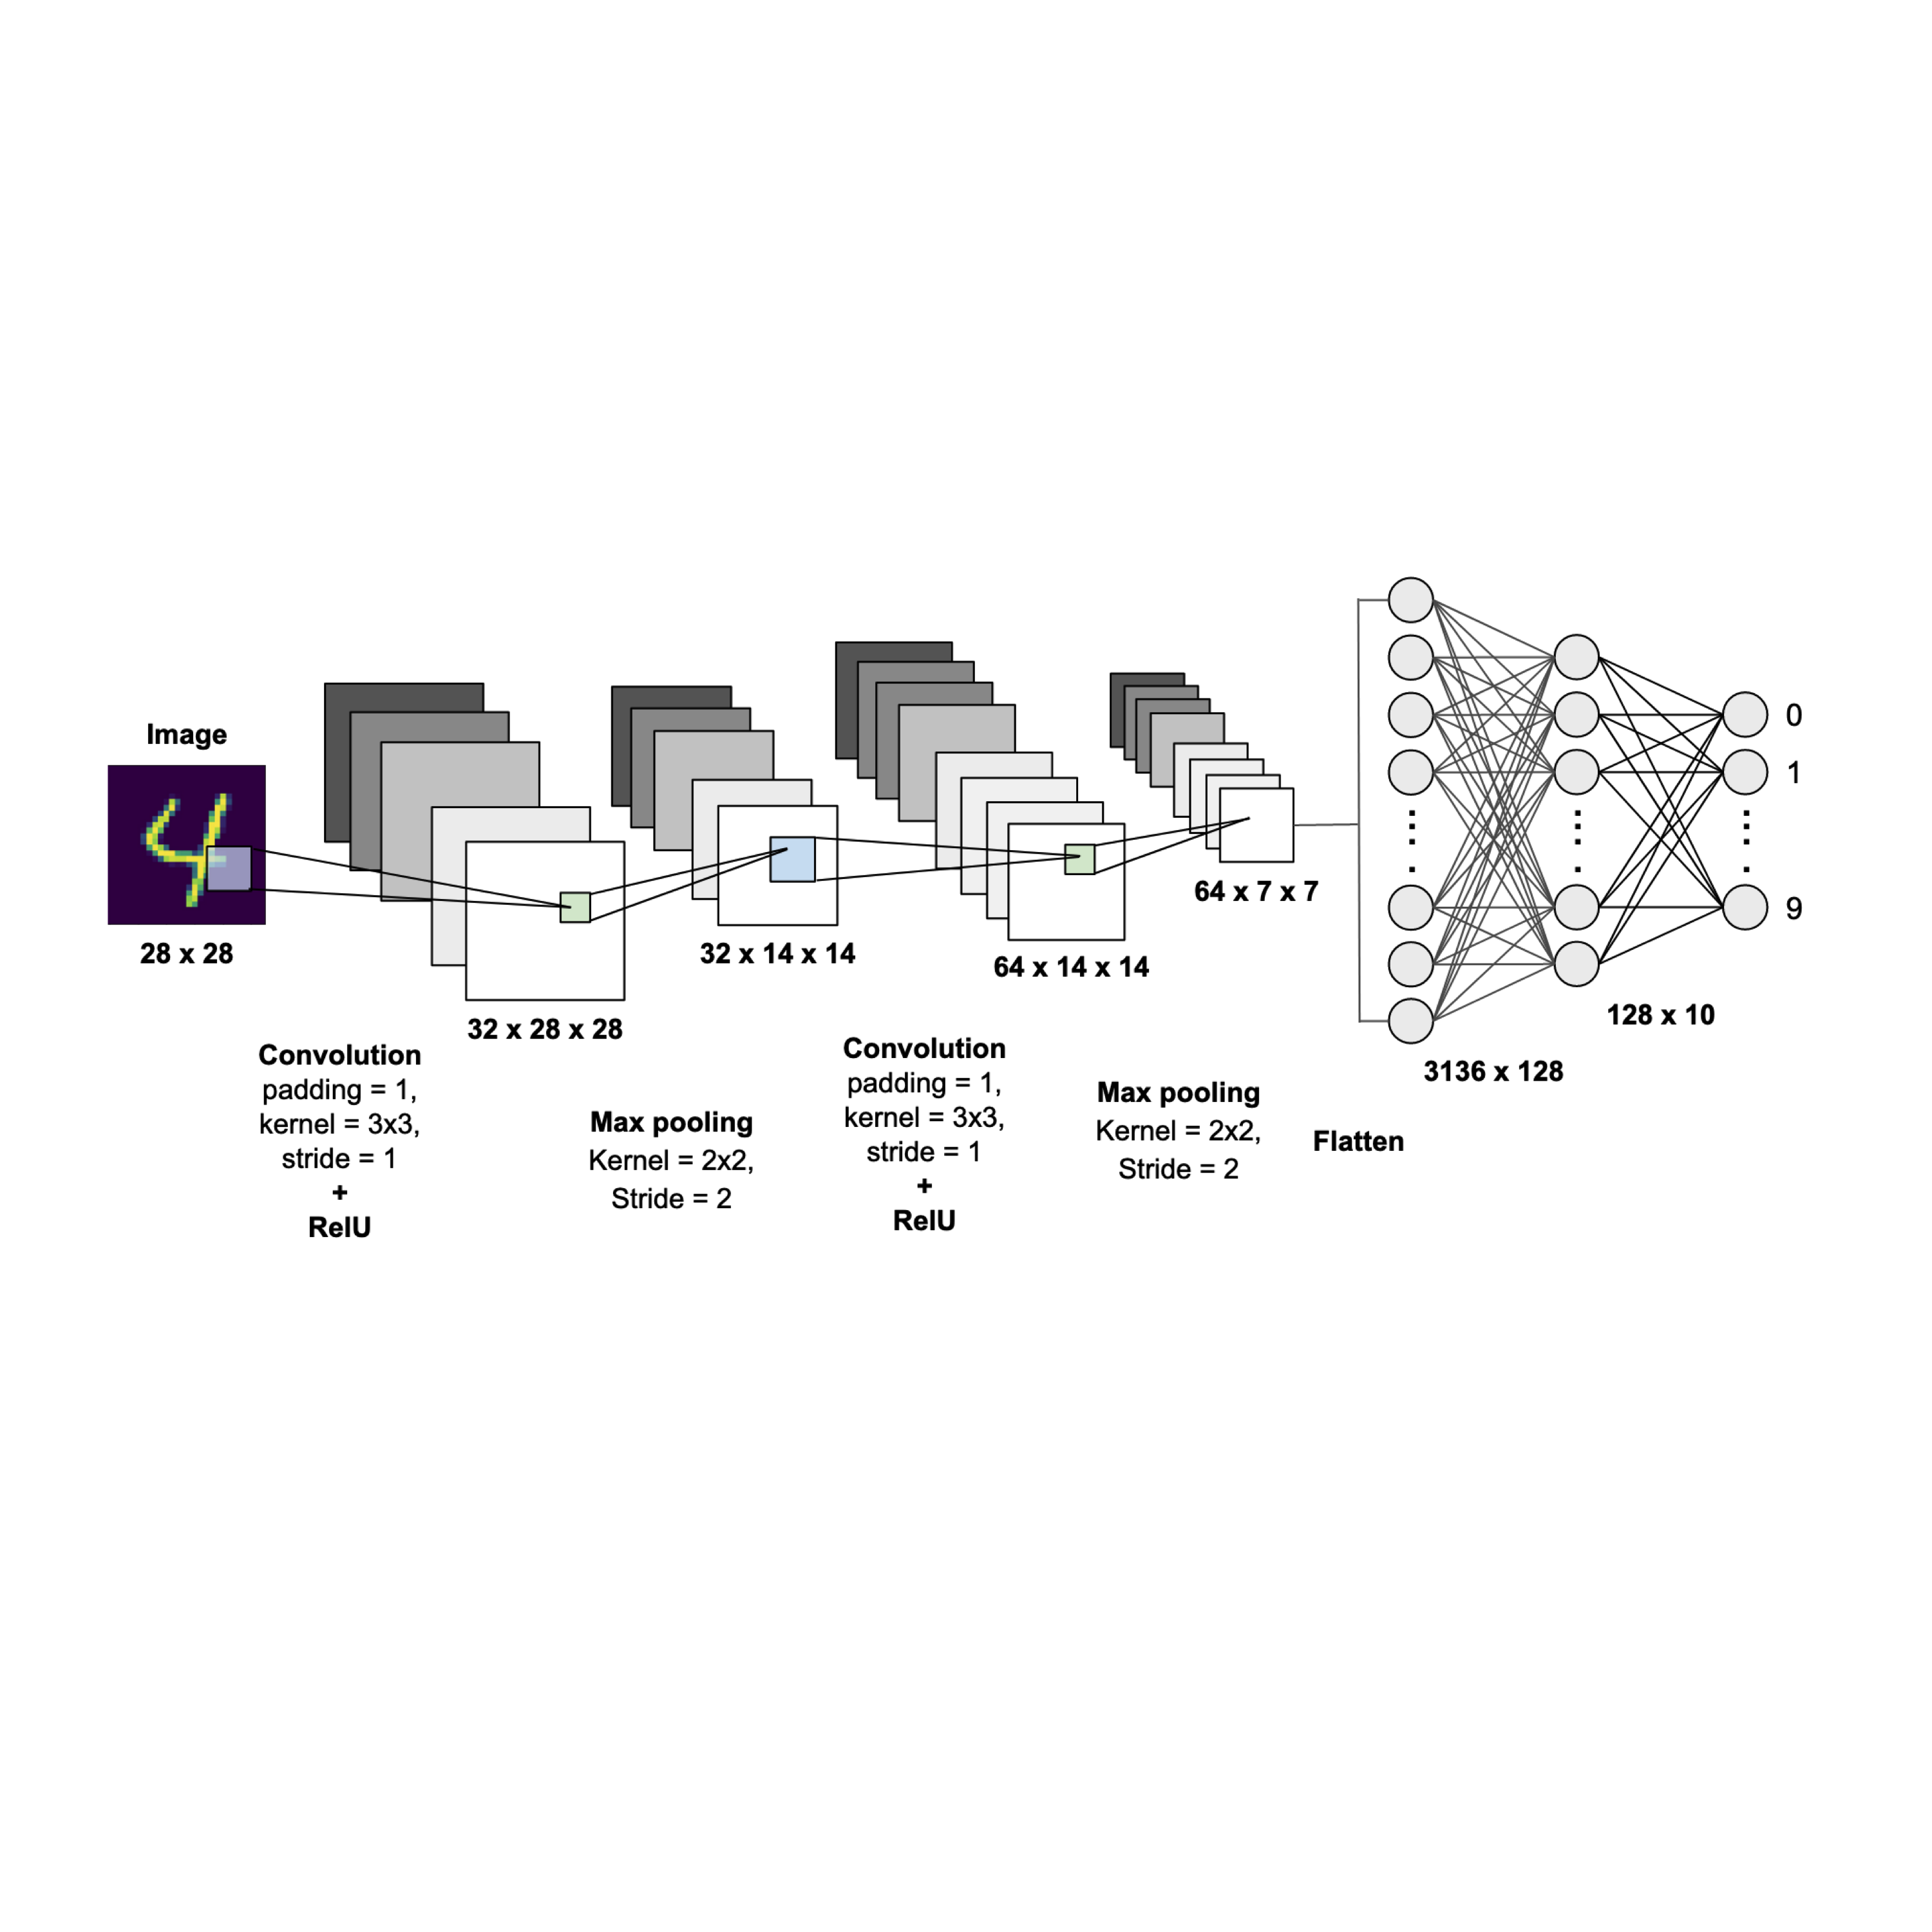 Image
28 x 28
Convolution
padding = 1,
kernel = 3x3,
stride = 1
+
RelU
32 x 28 x 28
Max pooling
Kernel = 2x2,
Stride = 2
32 x 14 x 14
Convolution
padding = 1,
kernel = 3x3,
stride = 1
+
RelU
64 x 14 x 14
Max pooling
Kernel = 2x2,
Stride = 2
64 x 7 x 7
Flatten
3136 x 128
128 x 10
0
1
9